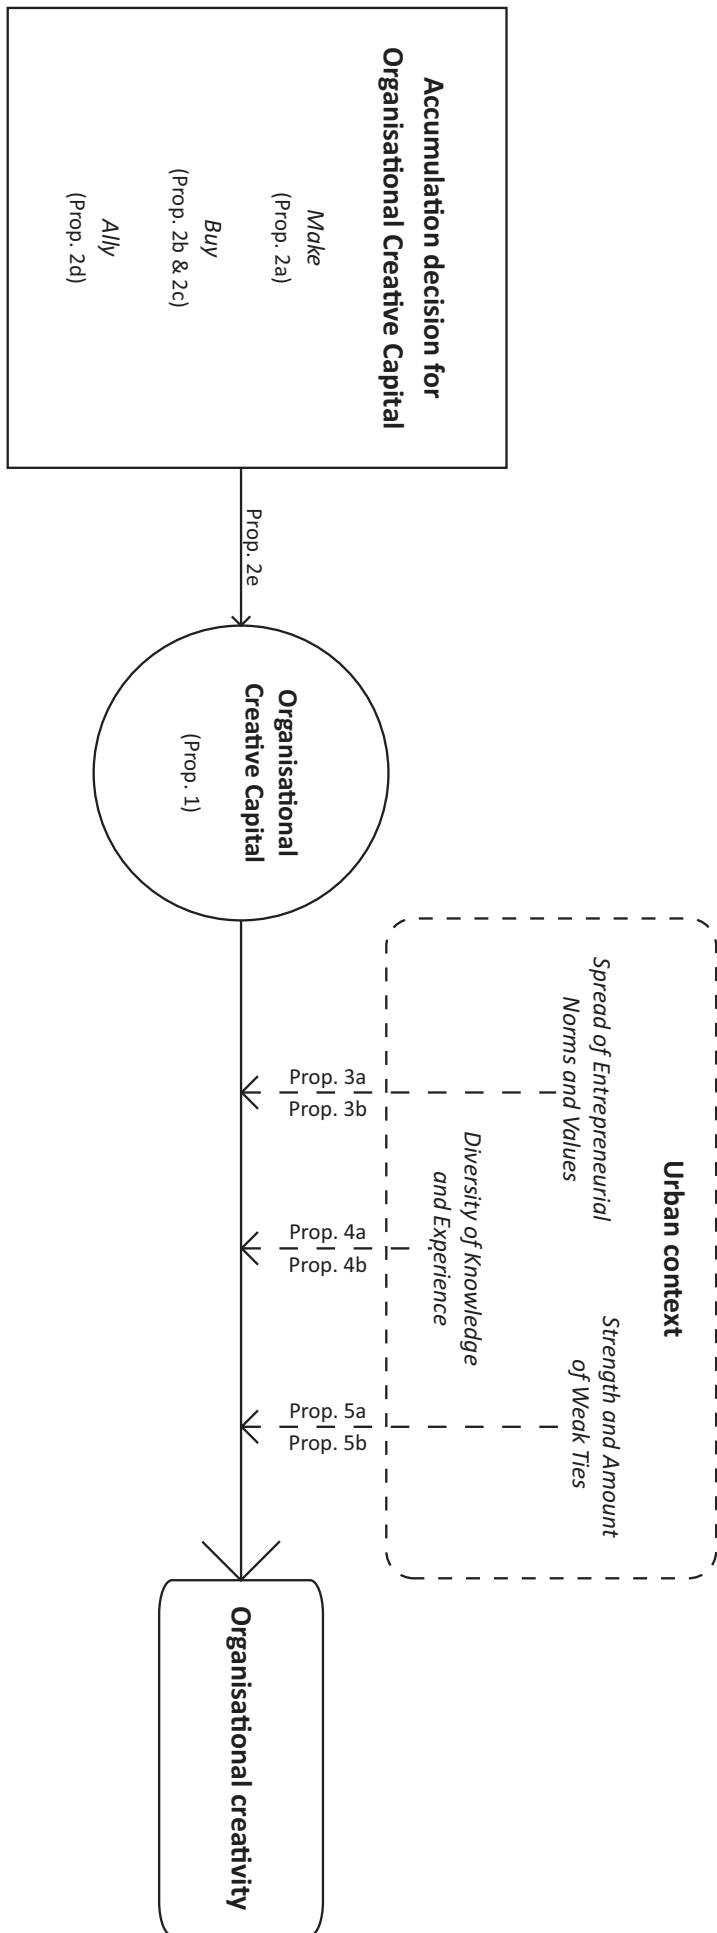 Accumulation decision for
Organisational Creative Capital
Make
(Prop. 2a)
Buy
(Prop. 2b & 2c)
Ally
(Prop. 2d)
Prop. 2e
Organisational
Creative Capital
(Prop. 1)
Urban context
Spread of Entrepreneurial
Norms and Values
Diversity of Knowledge
and Experience
Strength and Amount
of Weak Ties
Prop. 3a
Prop. 3b
Prop. 4a
Prop. 4b
Prop. 5a
Prop. 5b
Organisational creativity